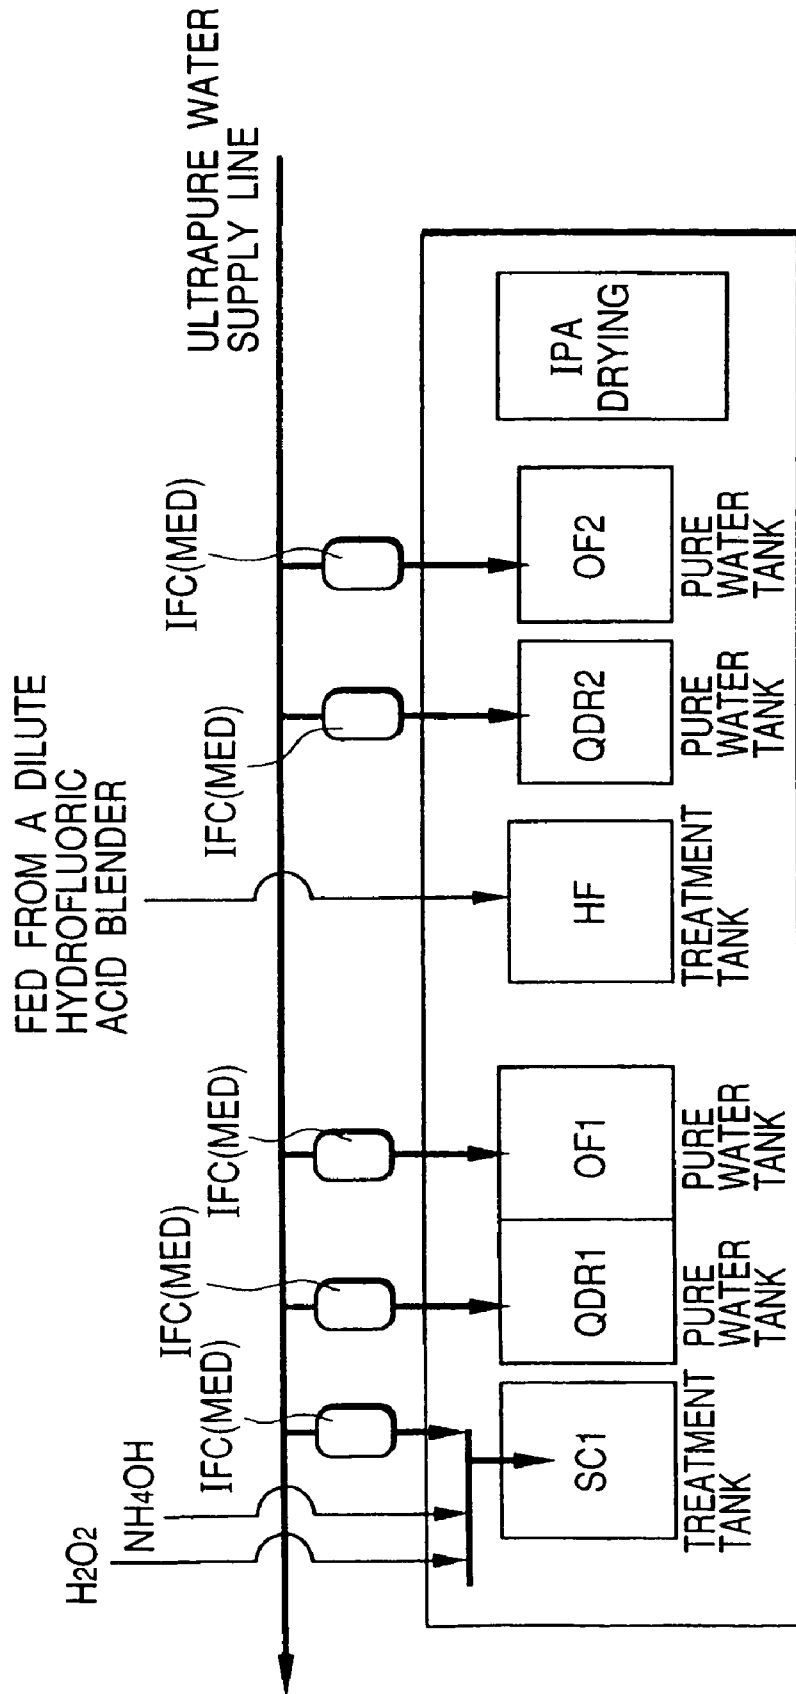 FED FROM A DILUTE
HYDROFLUORIC
ACID BLENDER
ULTRAPURE WATER
SUPPLY LINE
H2O2
NH4OH
IFC(MED)
IFC(MED)
IFC(MED)
IFC(MED)
IFC(MED)
SC1
QDR1
OF1
HF
QDR2
OF2
IPA
DRYING
TREATMENT
TANK
PURE
WATER
TANK
PURE
WATER
TANK
TREATMENT
TANK
PURE
WATER
TANK
PURE
WATER
TANK